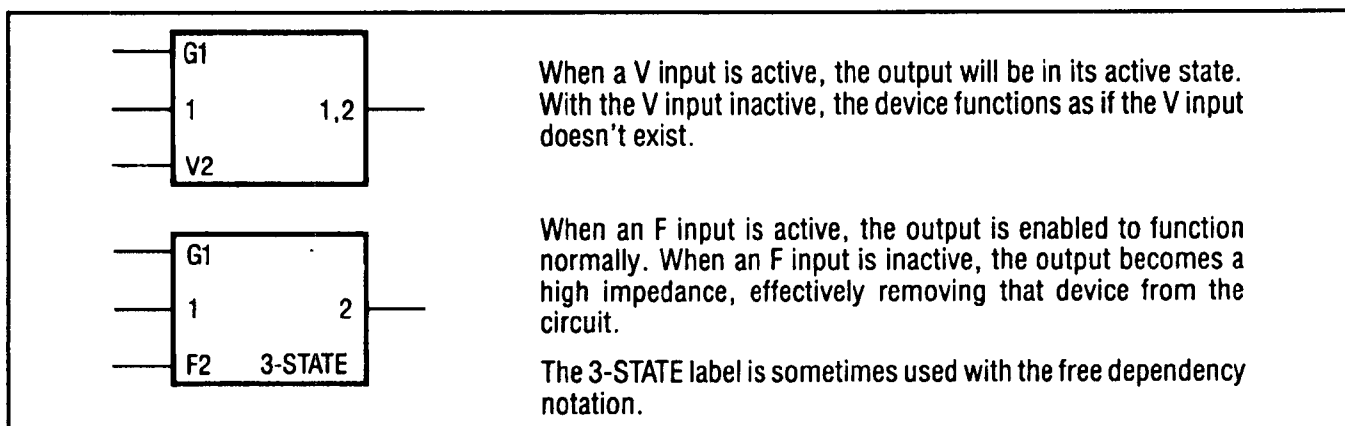 G1
1 1,2
V2
When a V input is active, the output will be in its active state.
With the V input inactive, the device functions as if the V input
doesn't exist.
G1
1 2
F2 3-STATE
When an F input is active, the output is enabled to function
normally. When an F input is inactive, the output becomes a
high impedance, effectively removing that device from the
circuit.
The 3-STATE label is sometimes used with the free dependency
notation.